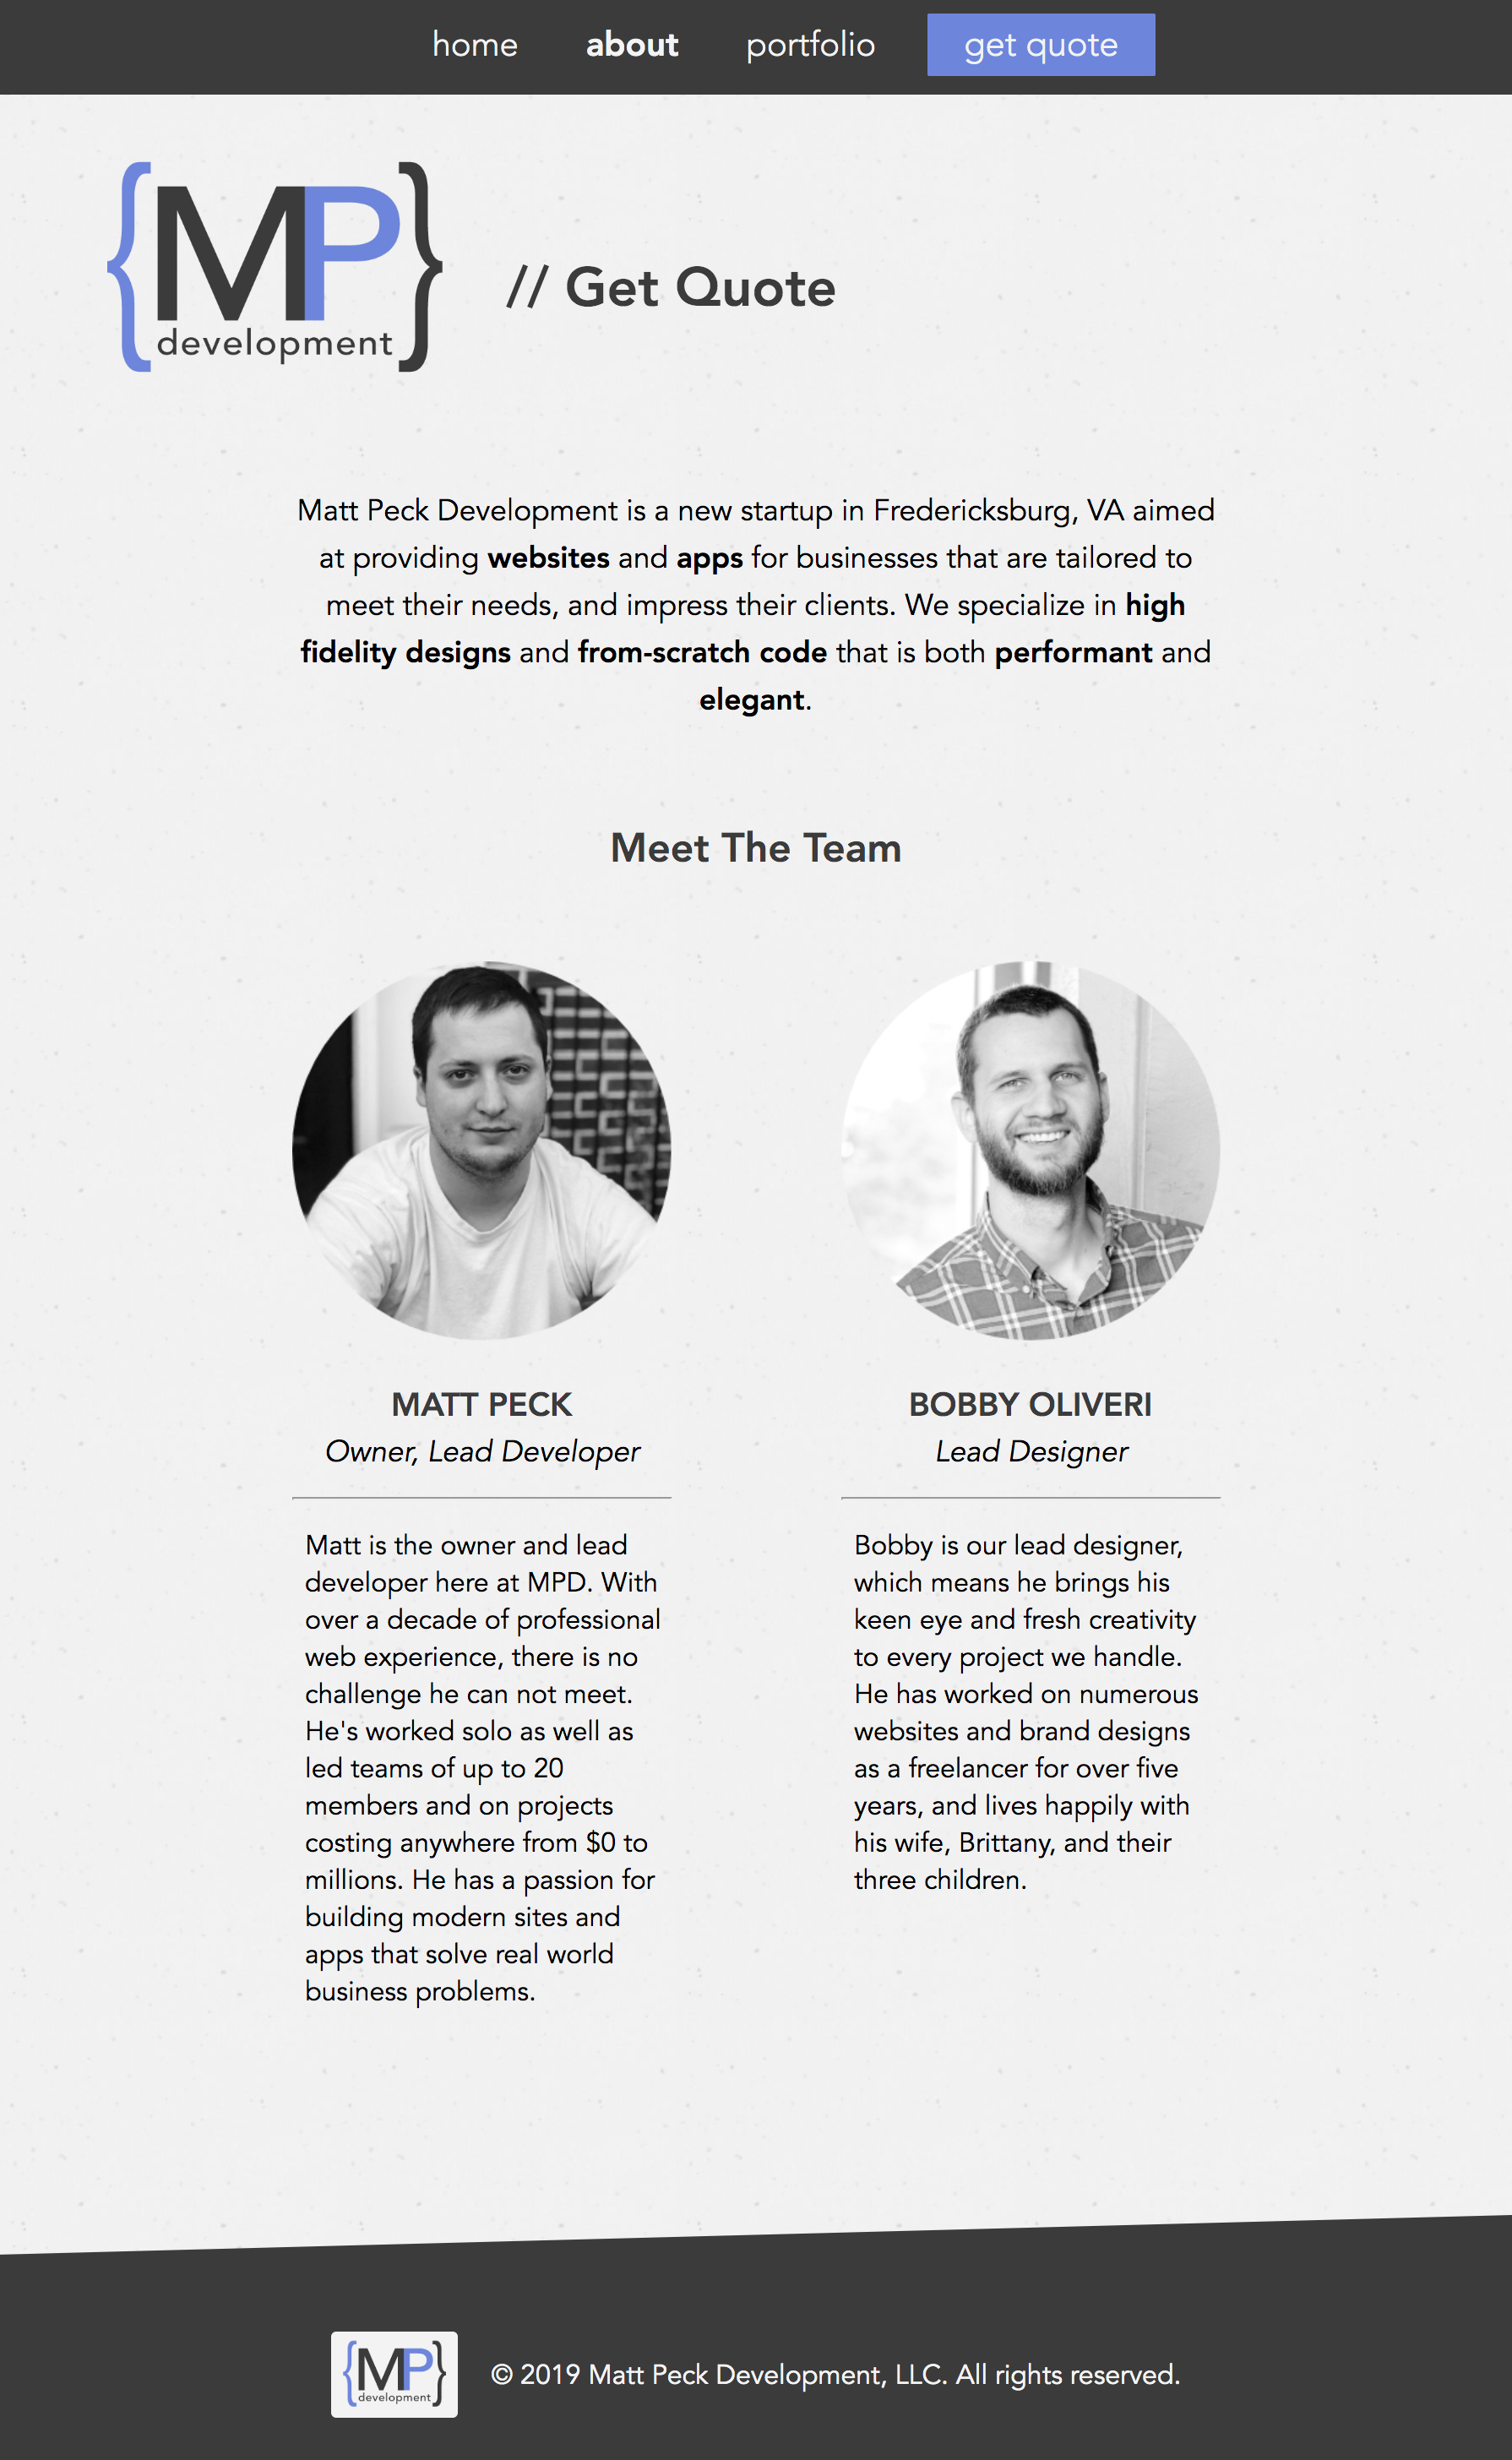 home about portfolio get quote
{MP}
development
// Get Quote
Matt Peck Development is a new startup in Fredericksburg, VA aimed
at providing websites and apps for businesses that are tailored to
meet their needs, and impress their clients. We specialize in high
fidelity designs and from-scratch code that is both performant and
elegant.
Meet The Team
MATT PECK
Owner, Lead Developer
Matt is the owner and lead
developer here at MPD. With
over a decade of professional
web experience, there is no
challenge he can not meet.
He's worked solo as well as
led teams of up to 20
members and on projects
costing anywhere from $0 to
millions. He has a passion for
building modern sites and
apps that solve real world
business problems.
BOBBY OLIVERI
Lead Designer
Bobby is our lead designer,
which means he brings his
keen eye and fresh creativity
to every project we handle.
He has worked on numerous
websites and brand designs
as a freelancer for over five
years, and lives happily with
his wife, Brittany, and their
three children.
{MP}
development
© 2019 Matt Peck Development, LLC. All rights reserved.